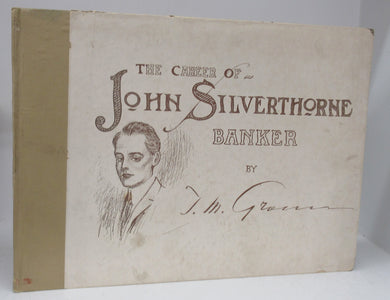 THE CAREER OF
JOHN SILVERTHORNE
BANKER
BY
T. M.